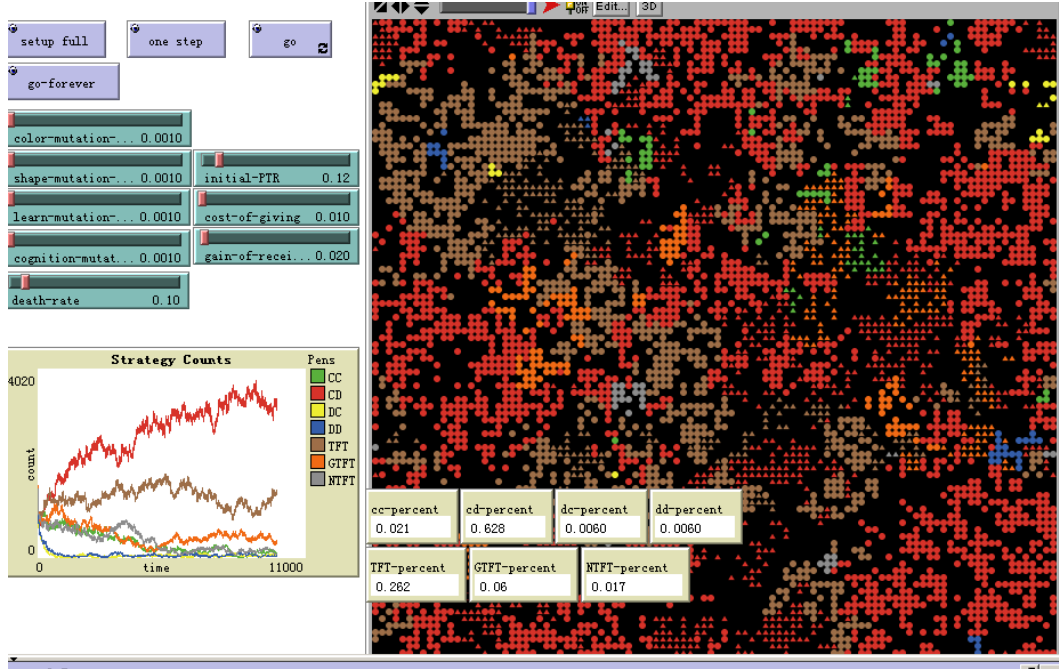 Edit... 3D
OFF
setup full
one step
go
go-forever
color-mutation-... 0.0010
shape-mutation-... 0.0010
initial-PTR 0.12
learn-mutation-... 0.0010
cost-of-giving 0.010
cognition-mutat... 0.0010
gain-of-recei... 0.020
death-rate 0.10
Strategy Counts
Pens
4020
count
0
0
time
11000
CC
CD
DC
DD
TFT
GTFT
NTFT
cc-percent
0.021
cd-percent
0.628
dc-percent
0.0060
dd-percent
0.0060
TFT-percent
0.262
GTFT-percent
0.06
NTFT-percent
0.017